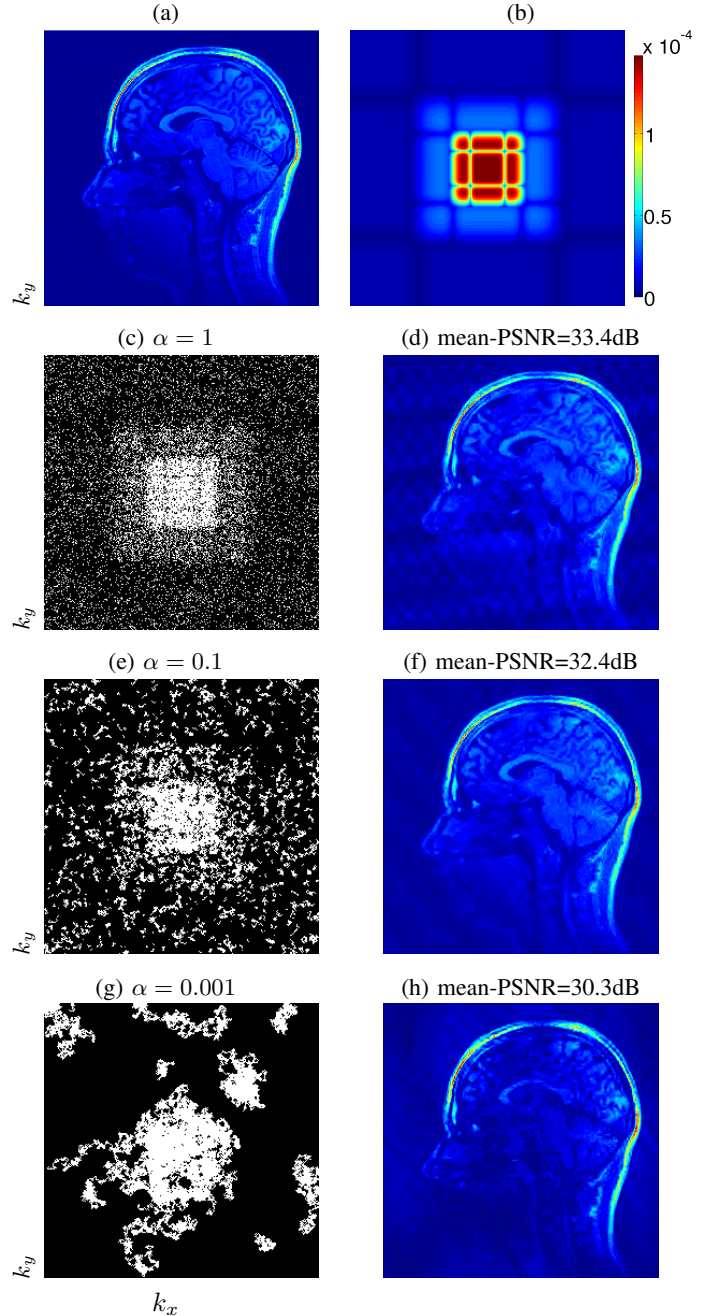 (a)
(b)
x 10⁻⁴
1
0.5
0
k_y
(c) α = 1
(d) mean-PSNR=33.4dB
k_y
(e) α = 0.1
(f) mean-PSNR=32.4dB
k_y
(g) α = 0.001
(h) mean-PSNR=30.3dB
k_y
k_x